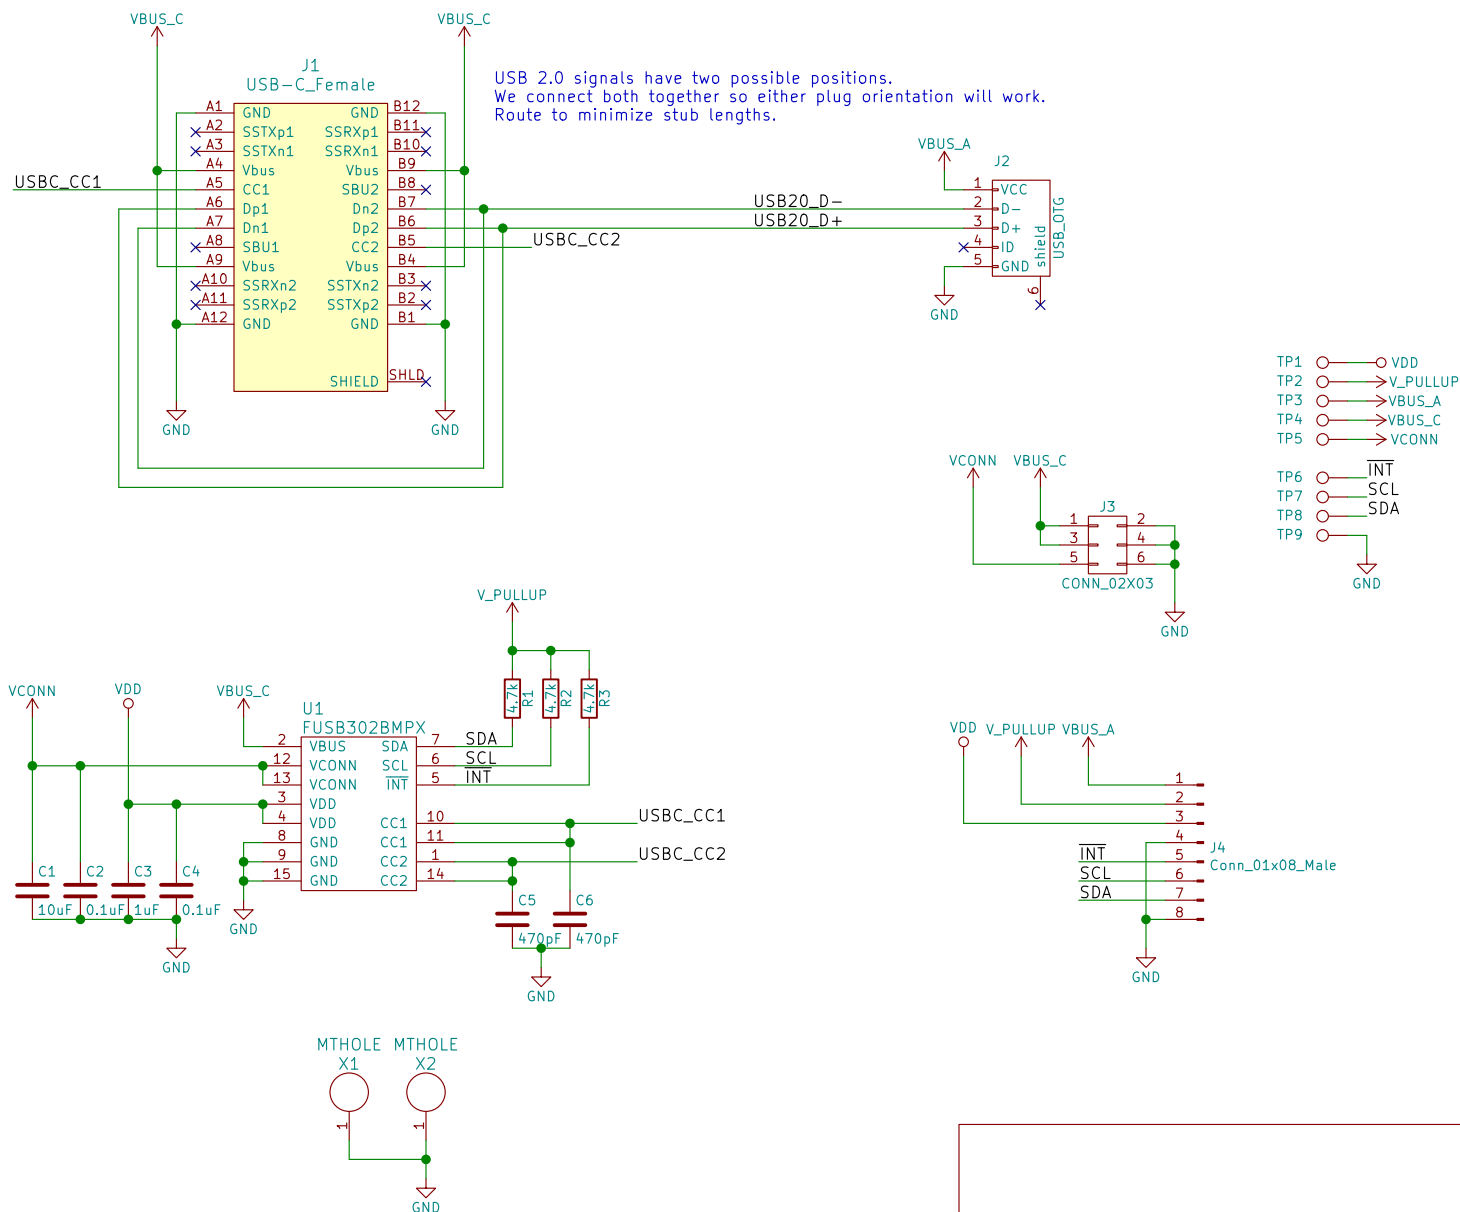 VBUS_C
VBUS_C
J1
USB-C_Female
USB 2.0 signals have two possible positions.
We connect both together so either plug orientation will work.
Route to minimize stub lengths.
A1 GND GND B12
A2 SSTXp1 SSRXp1 B11
A3 SSTXn1 SSRXn1 B10
A4 Vbus Vbus B9
USBC_CC1 A5 CC1 SBU2 B8
A6 Dp1 Dn2 B7 USB20_D-
A7 Dn1 Dp2 B6 USB20_D+
A8 SBU1 CC2 B5 USBC_CC2
A9 Vbus Vbus B4
A10 SSRXn2 SSTXn2 B3
A11 SSRXp2 SSTXp2 B2
A12 GND GND B1
SHIELD SHLD
GND
GND
VBUS_A
J2
1 VCC
2 D-
3 D+
4 ID
5 GND
shield
USB_OTG
6
GND
TP1 VDD
TP2 V_PULLUP
TP3 VBUS_A
TP4 VBUS_C
TP5 VCONN
TP6 INT
TP7 SCL
TP8 SDA
TP9
GND
VCONN VBUS_C
J3
1 2
3 4
5 6
CONN_02X03
GND
V_PULLUP
4.7k R1
4.7k R2
4.7k R3
VCONN
VDD
VBUS_C
U1
FUSB302BMPX
2 VBUS SDA 7 SDA
12 VCONN SCL 6 SCL
13 VCONN INT 5 INT
3 VDD
4 VDD CC1 10 USBC_CC1
8 GND CC1 11
9 GND CC2 1 USBC_CC2
15 GND CC2 14
C1
10uF
C2
0.1uF
C3
1uF
C4
0.1uF
GND
GND
C5
470pF
C6
470pF
GND
VDD V_PULLUP VBUS_A
1
2
3
4
INT 5
SCL 6
SDA 7
8
J4
Conn_01x08_Male
GND
MTHOLE
X1
MTHOLE
X2
1
1
GND